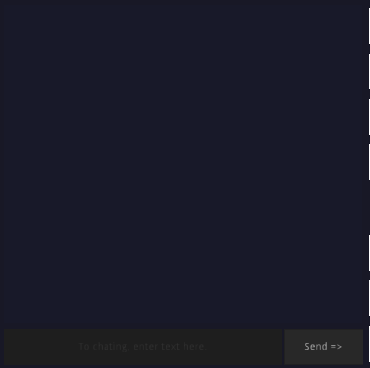 To chating, enter text here
Send =>